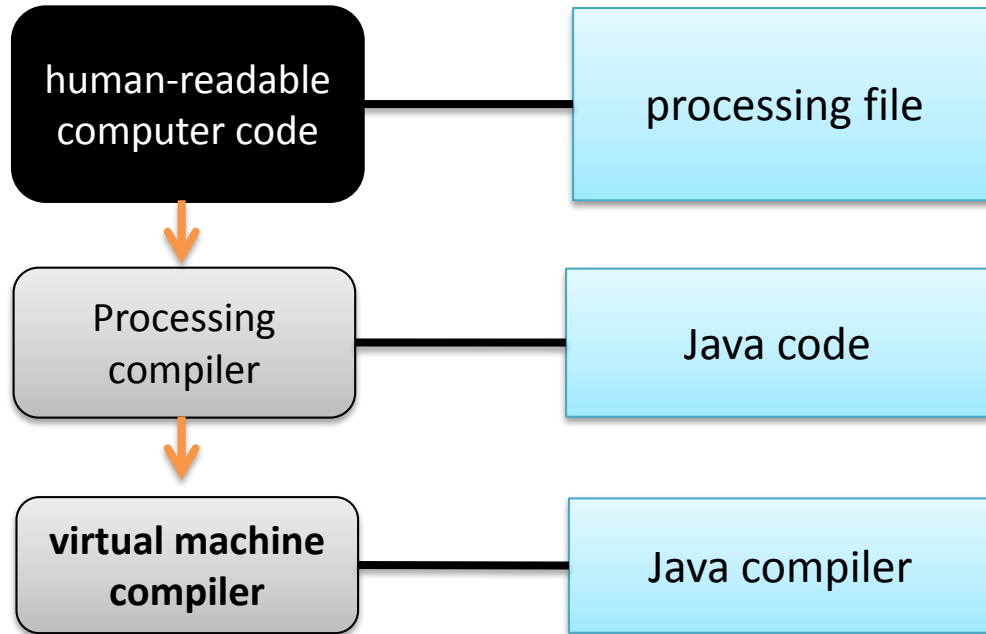 human-readable
computer code
processing file
Processing
compiler
Java code
virtual machine
compiler
Java compiler